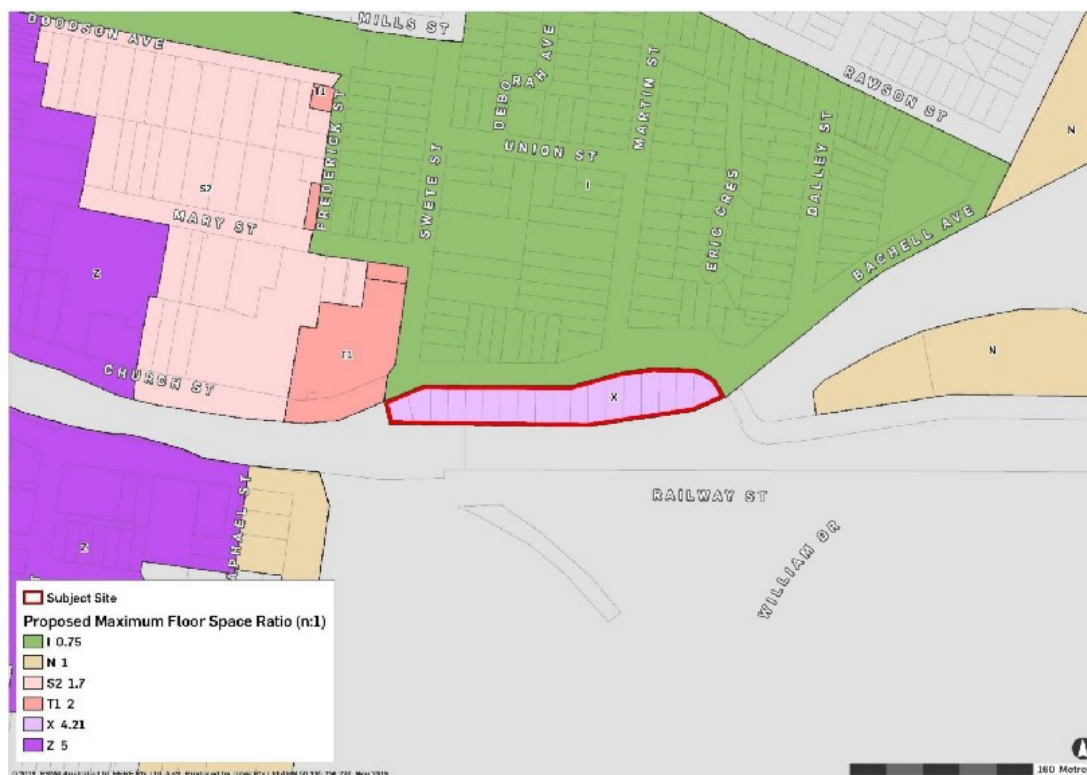 DOODSON AVE
MILLS ST
T1
FREDERICK ST
DEBORAH AVE
MARTIN ST
RAWSON ST
N
UNION ST
I
DALLEY ST
S2
SWETE ST
MARY ST
ERIC CRES
BACHELL AVE
Z
N
T1
CHURCH ST
X
RAILWAY ST
APHAEL ST
WILLIAM DR
Z
Subject Site
Proposed Maximum Floor Space Ratio (n:1)
I 0.75
N 1
S2 1.7
T1 2
X 4.21
Z 5
160 Metre